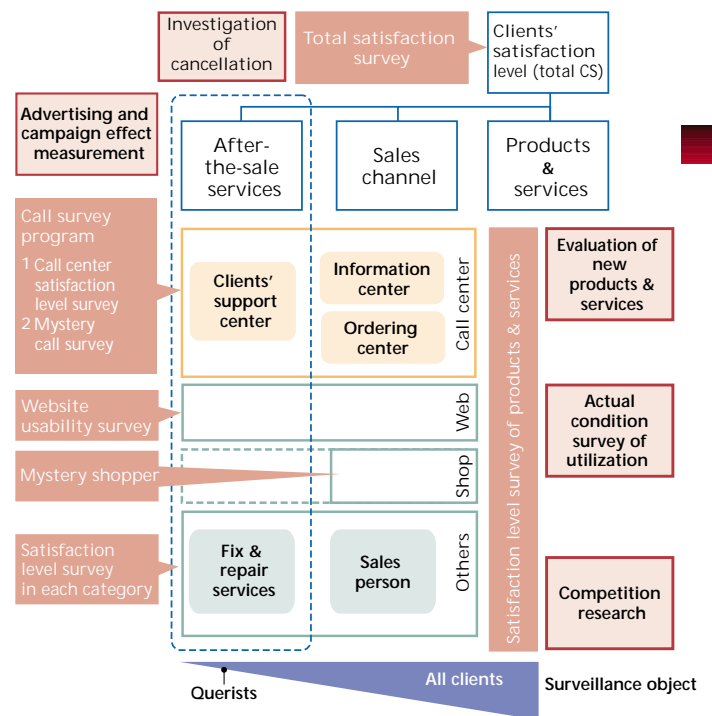 Investigation
of
cancellation
Total satisfaction
survey
Clients'
satisfaction
level (total CS)
Advertising and
campaign effect
measurement
After-
the-sale
services
Sales
channel
Products
&
services
Call survey
program
1 Call center
satisfaction
level survey
2 Mystery
call survey
Clients'
support
center
Information
center
Ordering
center
Call center
Satisfaction level survey of products & services
Evaluation of
new
products &
services
Website
usability survey
Web
Actual
condition
survey of
utilization
Mystery shopper
Shop
Satisfaction
level survey
in each category
Fix &
repair
services
Sales
person
Others
Competition
research
All clients
Querists
Surveillance object